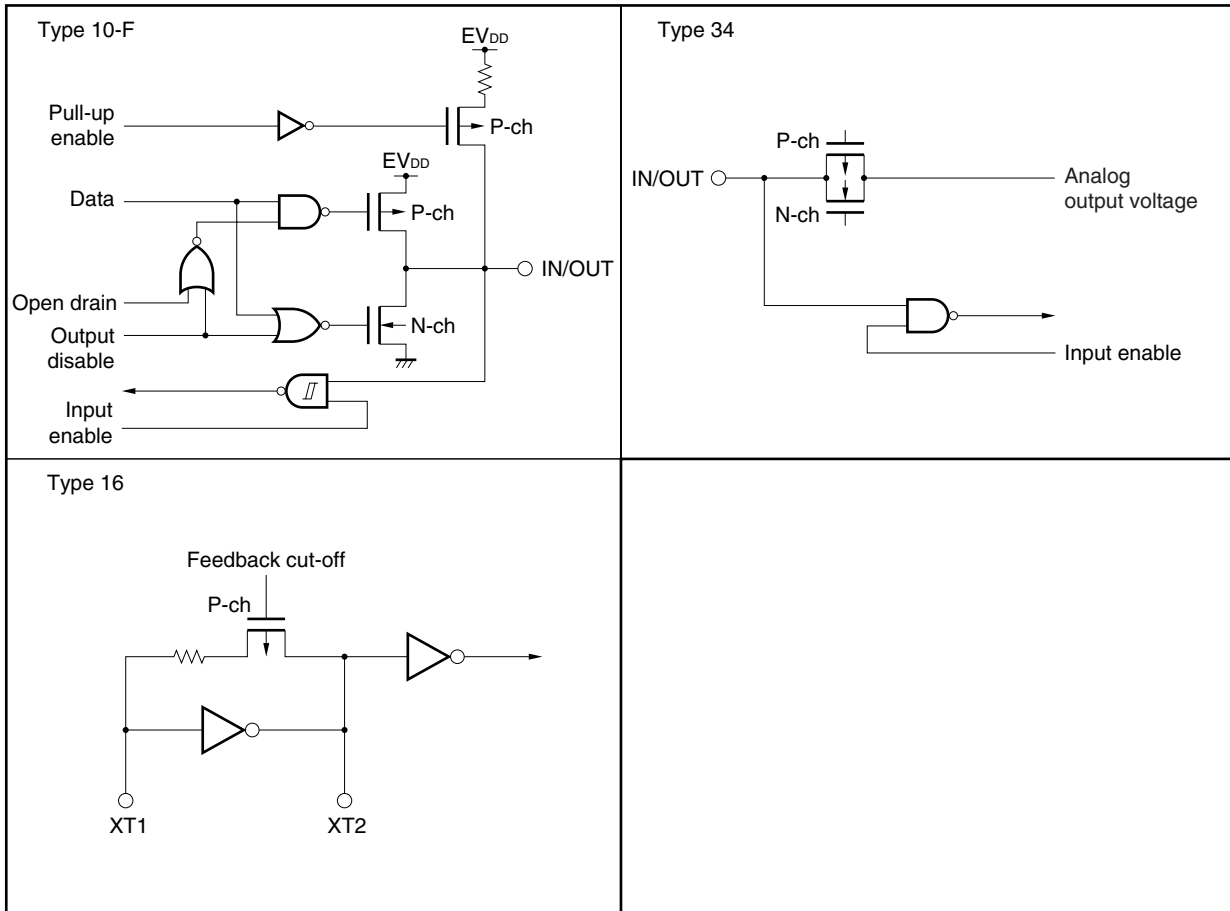 Type 10-F
EVDD
Pull-up
enable
P-ch
EVDD
Data
P-ch
IN/OUT
Open drain
Output
disable
N-ch
Input
enable
Type 34
P-ch
IN/OUT
Analog
output voltage
N-ch
Input enable
Type 16
Feedback cut-off
P-ch
XT1
XT2